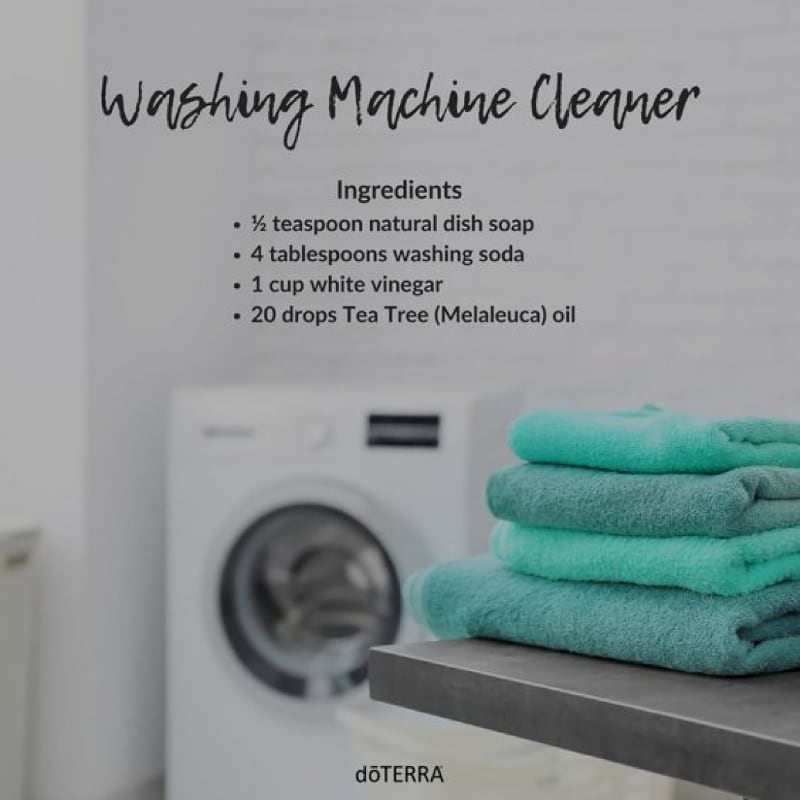 Washing Machine Cleaner
Ingredients
• ½ teaspoon natural dish soap
• 4 tablespoons washing soda
• 1 cup white vinegar
• 20 drops Tea Tree (Melaleuca) oil
dōTERRA